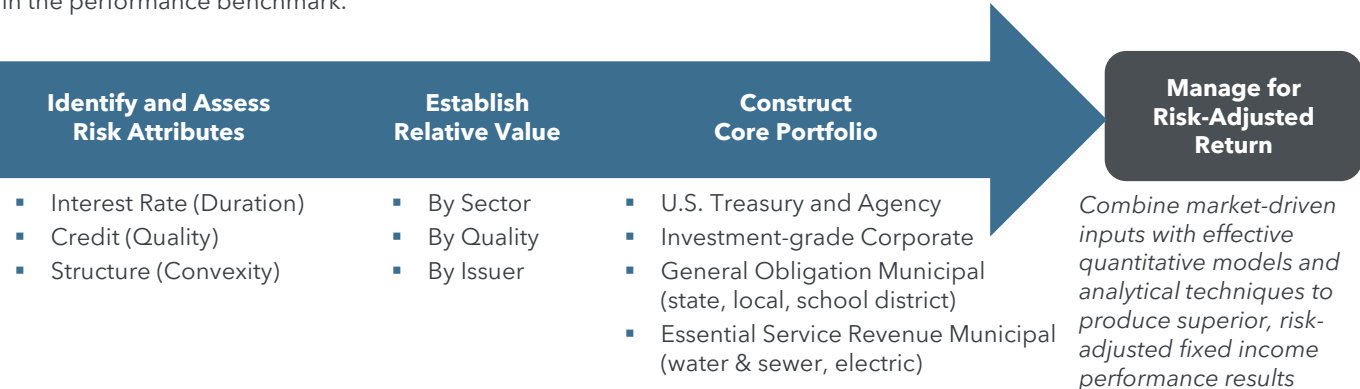 in the performance benchmark.
Identify and Assess
Risk Attributes
Establish
Relative Value
Construct
Core Portfolio
Manage for
Risk-Adjusted
Return
▪ Interest Rate (Duration)
▪ Credit (Quality)
▪ Structure (Convexity)
▪ By Sector
▪ By Quality
▪ By Issuer
▪ U.S. Treasury and Agency
▪ Investment-grade Corporate
▪ General Obligation Municipal
(state, local, school district)
▪ Essential Service Revenue Municipal
(water & sewer, electric)
Combine market-driven
inputs with effective
quantitative models and
analytical techniques to
produce superior, risk-
adjusted fixed income
performance results